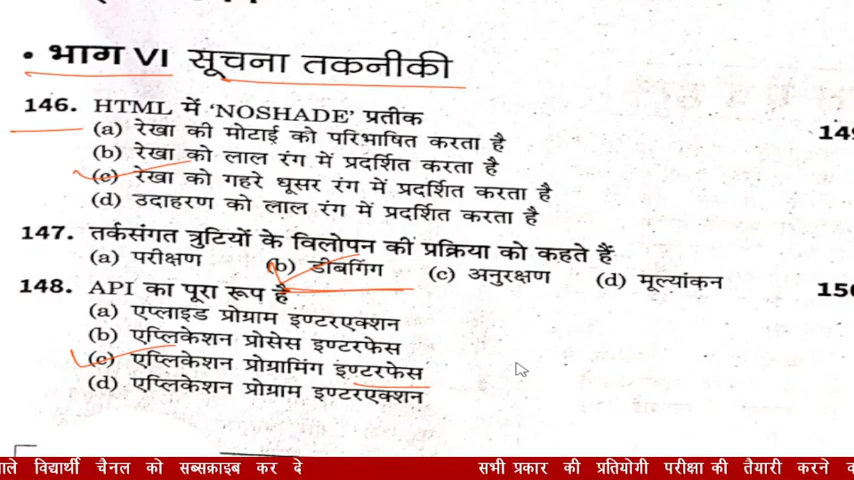 • भाग VI सूचना तकनीकी
146. HTML में 'NOSHADE' प्रतीक
(a) रेखा की मोटाई को परिभाषित करता है
(b) रेखा को लाल रंग में प्रदर्शित करता है
(c) रेखा को गहरे धूसर रंग में प्रदर्शित करता है
(d) उदाहरण को लाल रंग में प्रदर्शित करता है
147. तर्कसंगत त्रुटियों के विलोपन की प्रक्रिया को कहते हैं
(a) परीक्षण (b) डीबगिंग (c) अनुरक्षण (d) मूल्यांकन
148. API का पूरा रूप है
(a) एप्लाइड प्रोग्राम इण्टरएक्शन
(b) एप्लिकेशन प्रोसेस इण्टरफेस
(c) एप्लिकेशन प्रोग्रामिंग इण्टरफेस
(d) एप्लिकेशन प्रोग्राम इण्टरएक्शन
149
150
वाले विद्यार्थी चैनल को सब्सक्राइब कर दे सभी प्रकार की प्रतियोगी परीक्षा की तैयारी करने